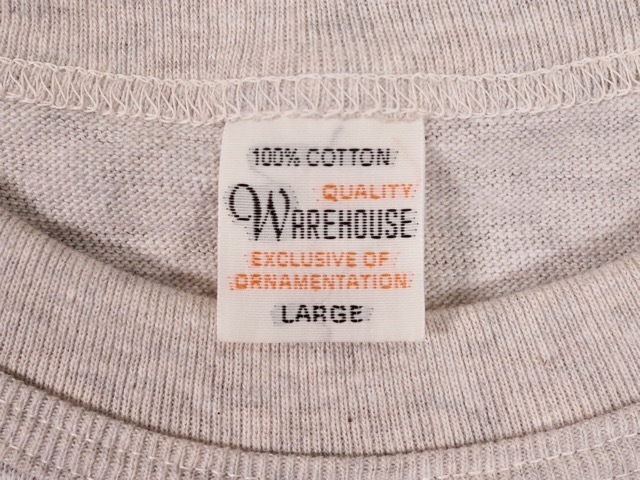 100% COTTON
QUALITY
WAREHOUSE
EXCLUSIVE OF
ORNAMENTATION
LARGE